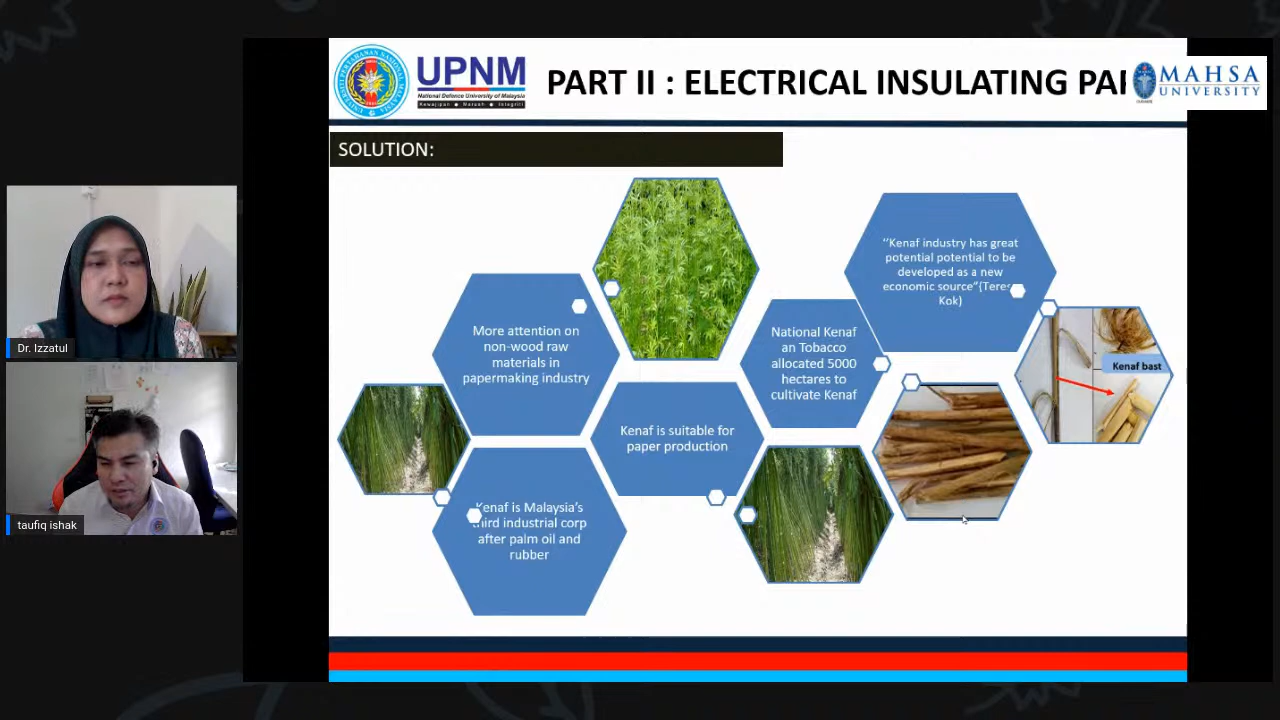 UPNM
National Defence University of Malaysia
Kewajipan ● Maruah ● Integriti
PART II : ELECTRICAL INSULATING PAI
MAHSA
UNIVERSITY
SOLUTION:
"Kenaf industry has great
potential potential to be
developed as a new
economic source"(Teres
Kok)
More attention on
non-wood raw
materials in
papermaking industry
National Kenaf
an Tobacco
allocated 5000
hectares to
cultivate Kenaf
Kenaf bast
Kenaf is suitable for
paper production
Kenaf is Malaysia's
third industrial corp
after palm oil and
rubber
Dr. Izzatul
taufiq ishak